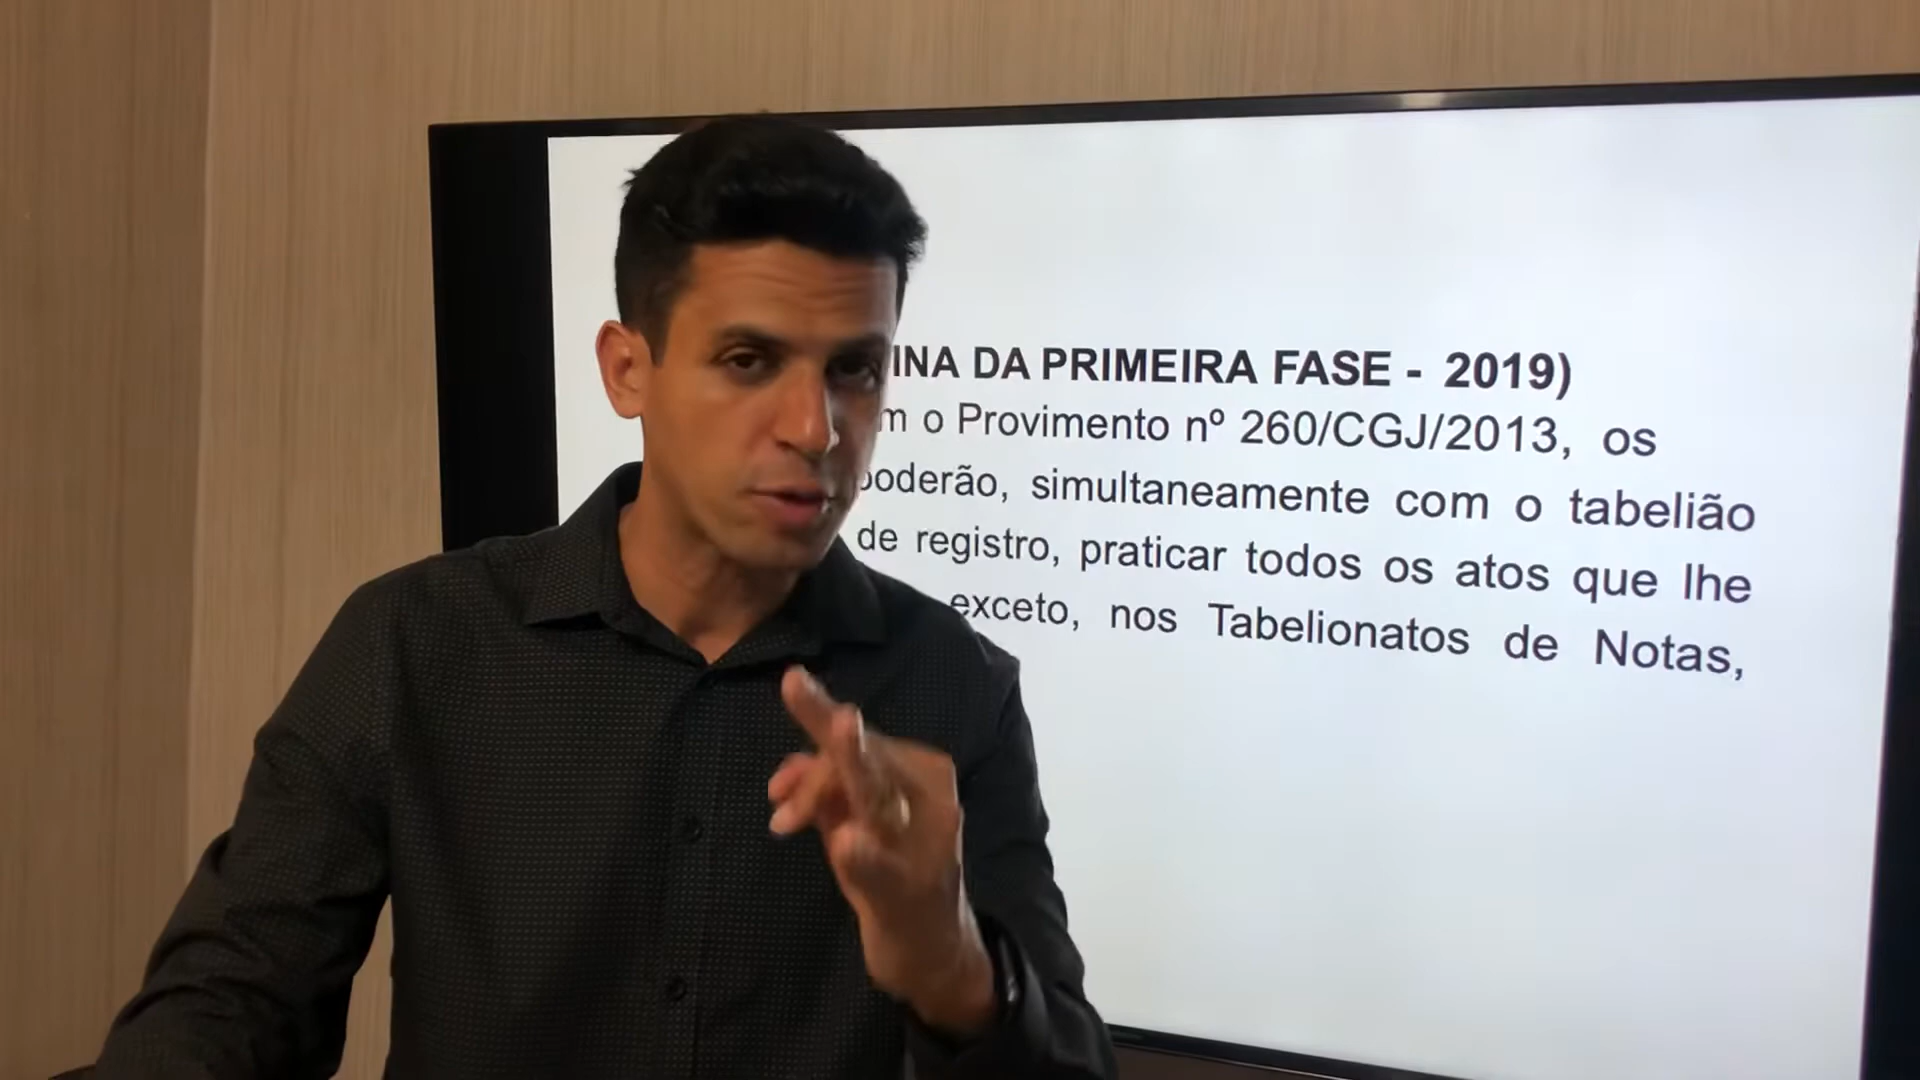 DA PRIMEIRA FASE - 2019)
o Provimento nº 260/CGJ/2013, os
poderão, simultaneamente com o tabelião
de registro, praticar todos os atos que lhe
exceto, nos Tabelionatos de Notas,